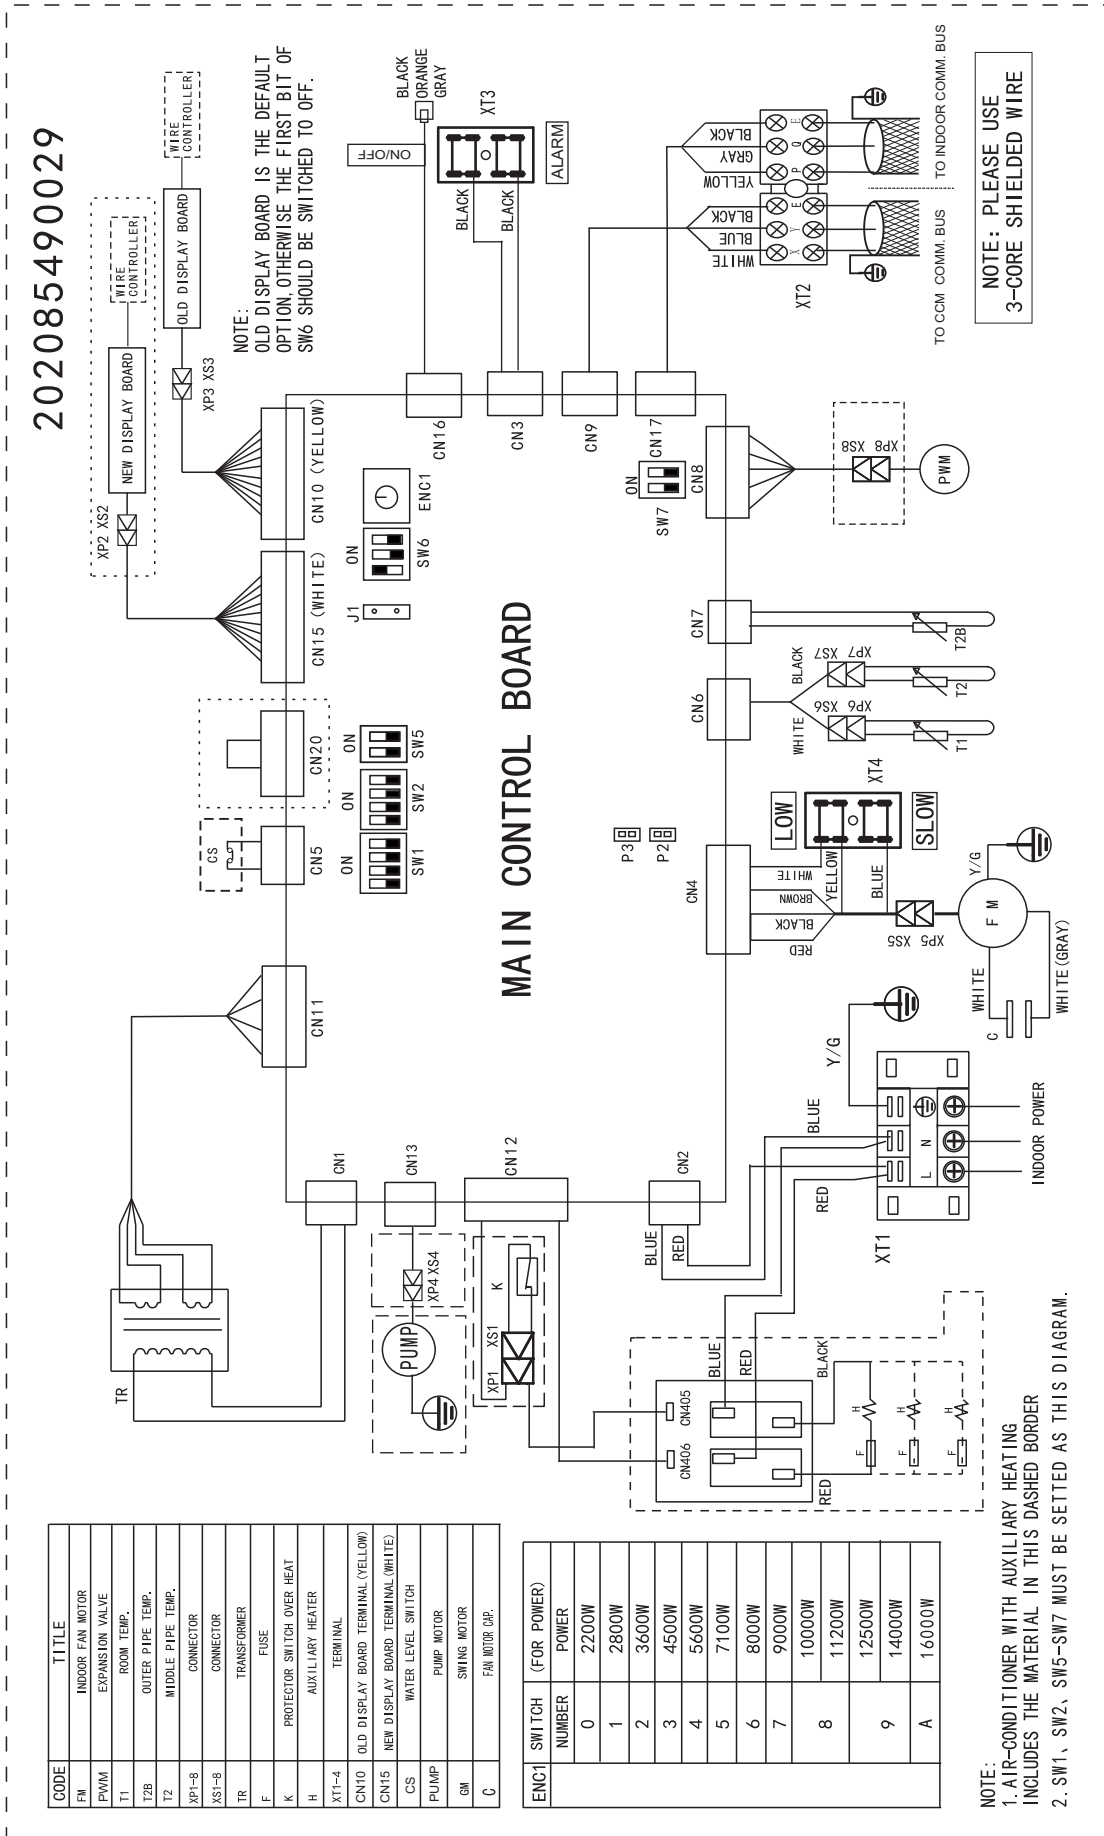 202085490029
WIRE
CONTROLLER
WIRE
CONTROLLER
NEW DISPLAY BOARD
OLD DISPLAY BOARD
XP2 XS2
XP3 XS3
NOTE:
OLD DISPLAY BOARD IS THE DEFAULT
OPTION.OTHERWISE THE FIRST BIT OF
SW6 SHOULD BE SWITCHED TO OFF.
BLACK
ORANGE
GRAY
ON/OFF
XT3
ALARM
BLACK
BLACK
CN16
CN3
CN9
CN17
BLACK
GRAY
YELLOW
BLACK
BLUE
WHITE
E
Q
P
E
Y
X
XT2
TO INDOOR COMM. BUS
TO CCM COMM. BUS
NOTE: PLEASE USE
3-CORE SHIELDED WIRE
CN10 (YELLOW)
CN15 (WHITE)
ENC1
ON
SW6
J1
CN20
CS
CN5
CN11
ON
SW5
ON
SW2
ON
SW1
MAIN CONTROL BOARD
ON
SW7
CN8
XS8
XP8
PWM
CN7
T2B
CN6
BLACK
XS7
XP7
T2
WHITE
XS6
XP6
T1
P3
P2
CN4
WHITE
BROWN
BLACK
RED
YELLOW
BLUE
LOW
XT4
SLOW
XS5
XP5
FM
Y/G
WHITE
WHITE(GRAY)
C
Y/G
BLUE
RED
L
N
INDOOR POWER
XT1
CN2
BLUE
RED
CN12
K
XP1 XS1
CN13
XP4 XS4
PUMP
CN1
TR
BLUE
RED
BLACK
RED
CN405
CN406
H
H
H
F
F
F
CODE TITLE
FM INDOOR FAN MOTOR
PWM EXPANSION VALVE
T1 ROOM TEMP.
T2B OUTER PIPE TEMP.
T2 MIDDLE PIPE TEMP.
XP1-8 CONNECTOR
XS1-8 CONNECTOR
TR TRANSFORMER
F FUSE
K PROTECTOR SWITCH OVER HEAT
H AUXILIARY HEATER
XT1-4 TERMINAL
CN10 OLD DISPLAY BOARD TERMINAL(YELLOW)
CN15 NEW DISPLAY BOARD TERMINAL(WHITE)
CS WATER LEVEL SWITCH
PUMP PUMP MOTOR
GM SWING MOTOR
C FAN MOTOR CAP.
ENC1 SWITCH (FOR POWER)
NUMBER POWER
0 2200W
1 2800W
2 3600W
3 4500W
4 5600W
5 7100W
6 8000W
7 9000W
8 10000W
11200W
9 12500W
14000W
A 16000W
NOTE:
1. AIR-CONDITIONER WITH AUXILIARY HEATING
INCLUDES THE MATERIAL IN THIS DASHED BORDER
2. SW1、SW2、SW5-SW7 MUST BE SETTED AS THIS DIAGRAM.